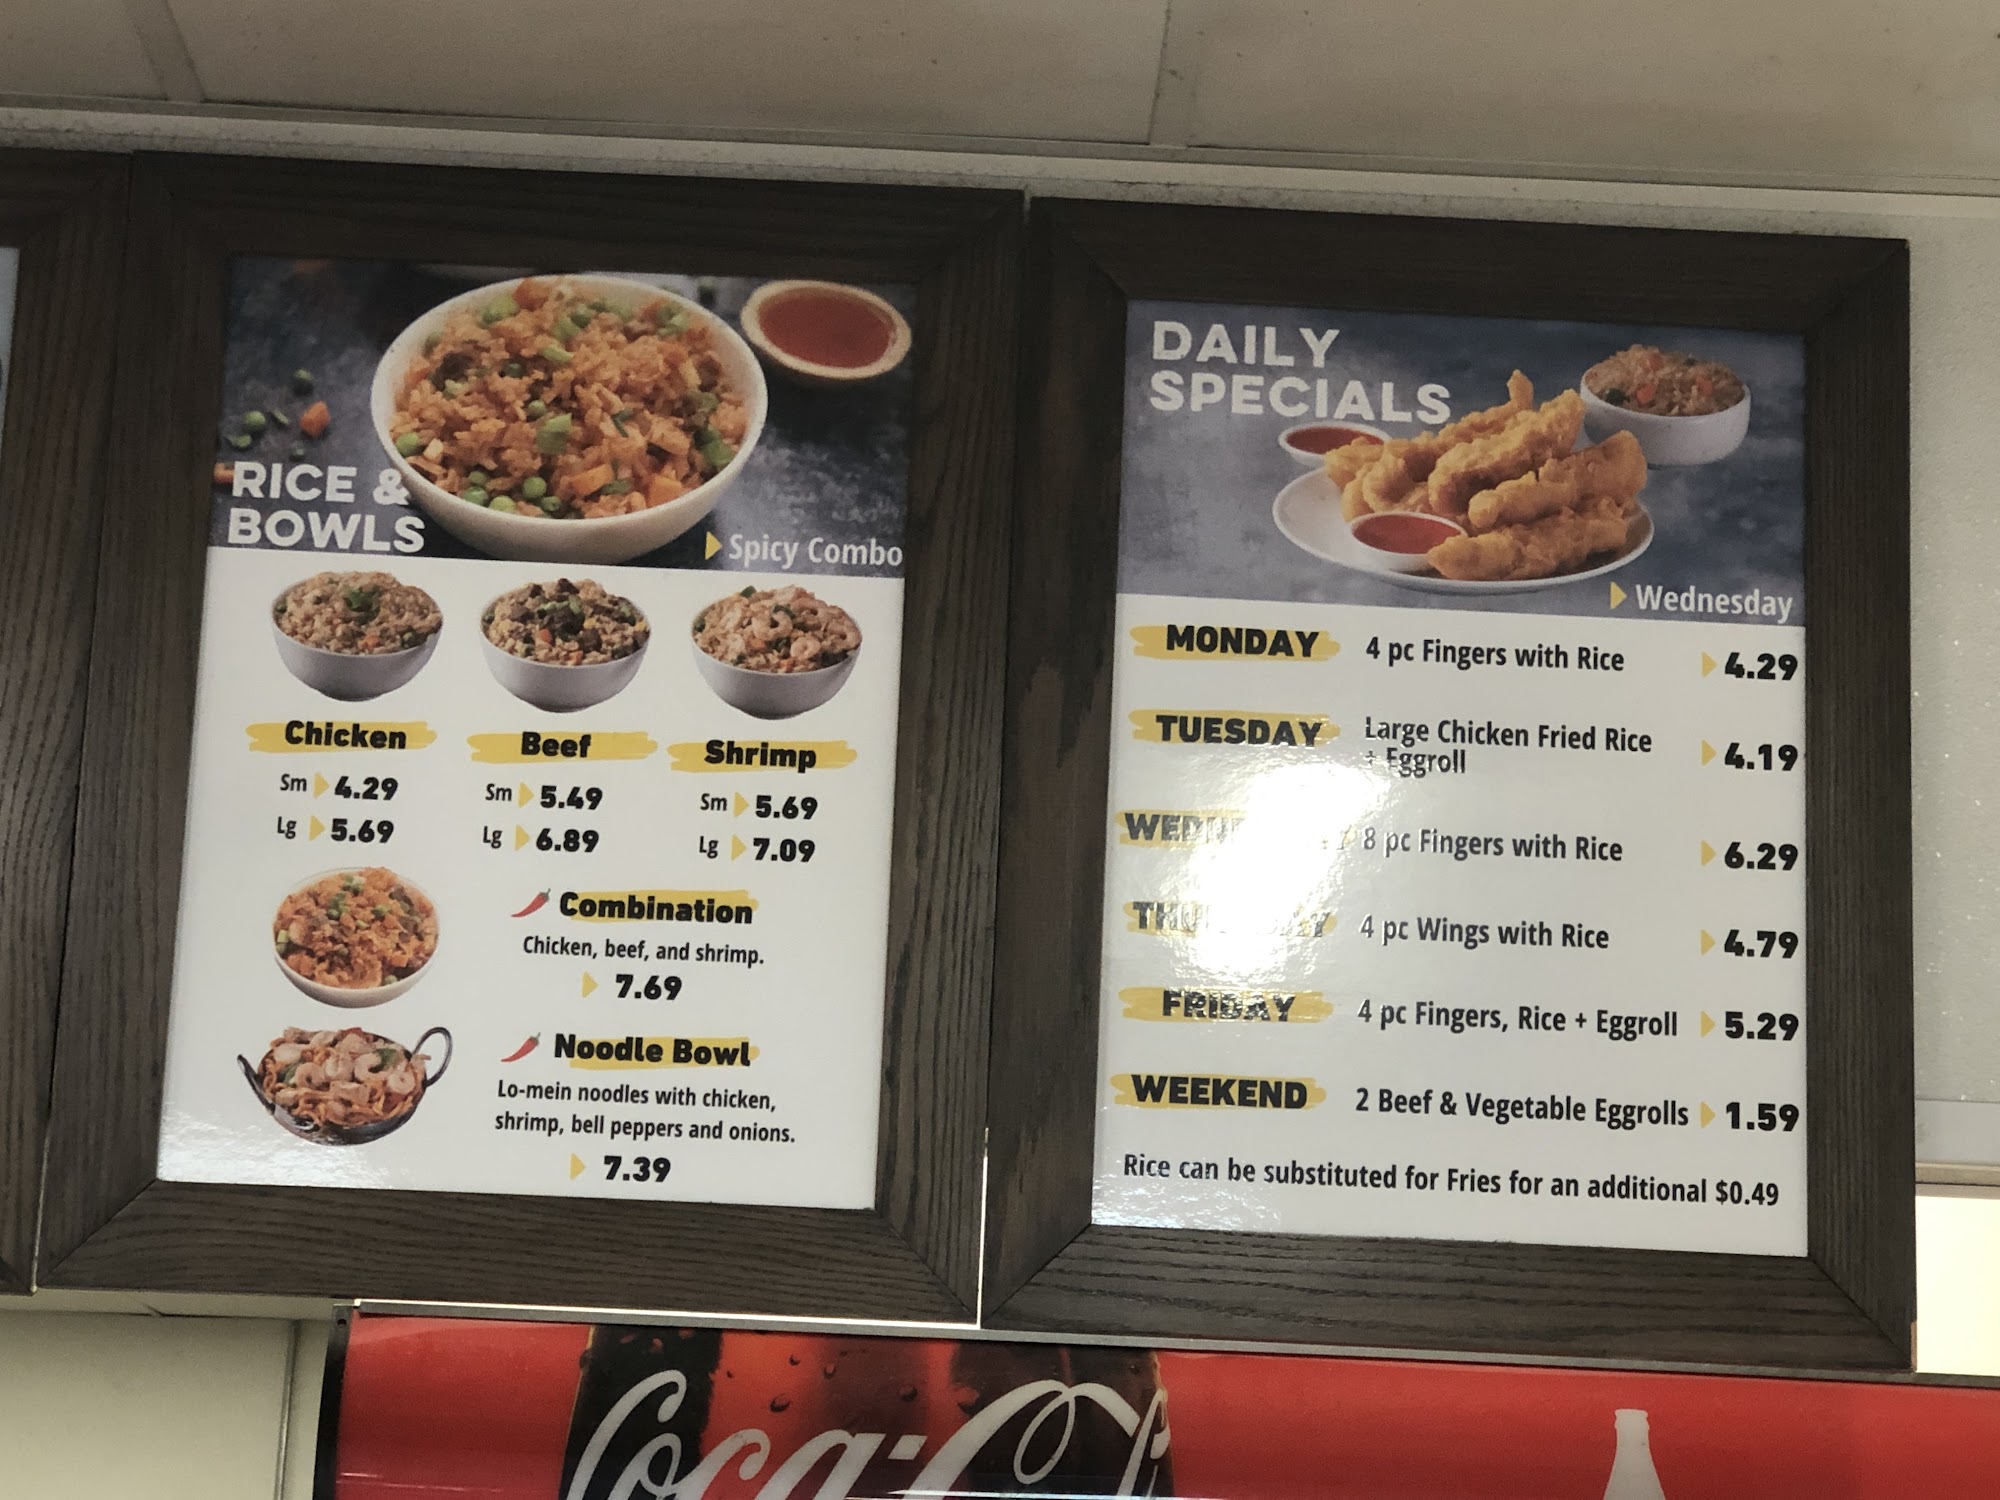 RICE &
BOWLS
Spicy Combo
Chicken
Sm 4.29
Lg 5.69
Beef
Sm 5.49
Lg 6.89
Shrimp
Sm 5.69
Lg 7.09
Combination
Chicken, beef, and shrimp.
7.69
Noodle Bowl
Lo-mein noodles with chicken,
shrimp, bell peppers and onions.
7.39
DAILY
SPECIALS
Wednesday
MONDAY 4 pc Fingers with Rice 4.29
TUESDAY Large Chicken Fried Rice
+ Eggroll 4.19
8 pc Fingers with Rice 6.29
THURSDAY 4 pc Wings with Rice 4.79
FRIDAY 4 pc Fingers, Rice + Eggroll 5.29
WEEKEND 2 Beef & Vegetable Eggrolls 1.59
Rice can be substituted for Fries for an additional $0.49
Coca-Cola